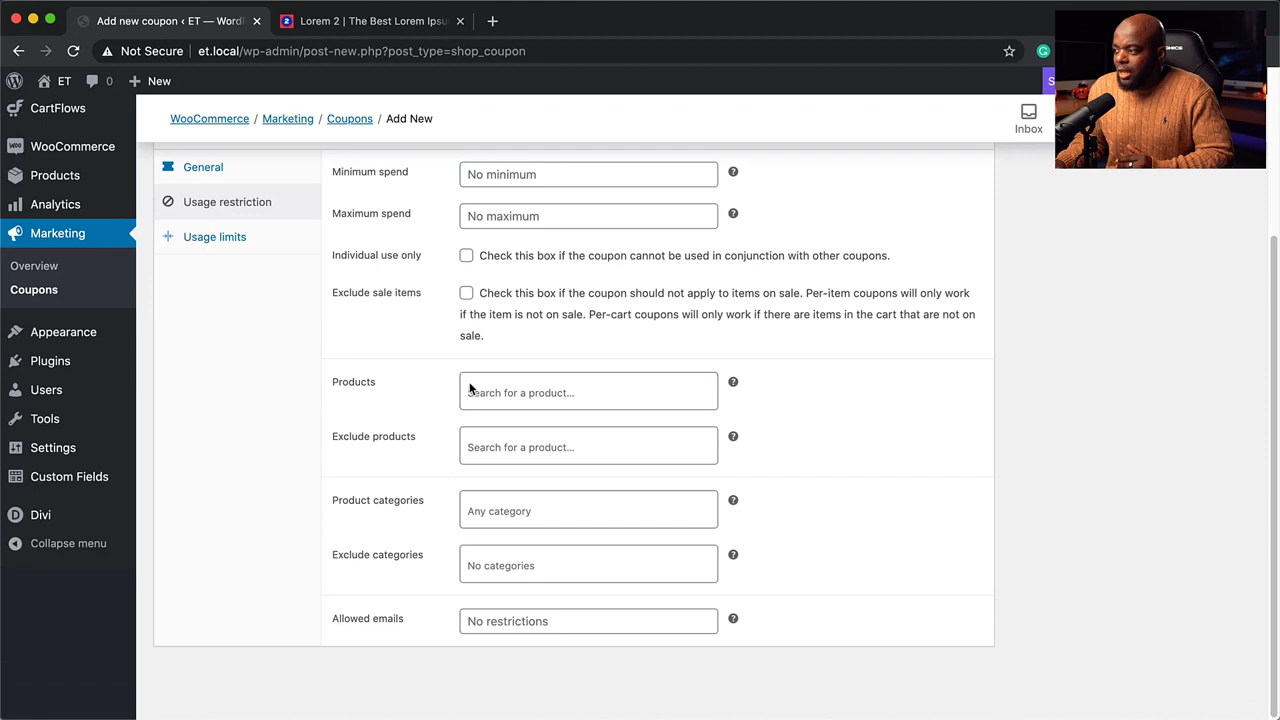 Add new coupon ‹ ET — WordP
Lorem 2 | The Best Lorem Ipsu
Not Secure
et.local/wp-admin/post-new.php?post_type=shop_coupon
ET
0
New
S
CartFlows
WooCommerce
Products
Analytics
Marketing
Overview
Coupons
Appearance
Plugins
Users
Tools
Settings
Custom Fields
Divi
Collapse menu
WooCommerce / Marketing / Coupons / Add New
Inbox
General
Usage restriction
Usage limits
Minimum spend
No minimum
Maximum spend
No maximum
Individual use only
Check this box if the coupon cannot be used in conjunction with other coupons.
Exclude sale items
Check this box if the coupon should not apply to items on sale. Per-item coupons will only work
if the item is not on sale. Per-cart coupons will only work if there are items in the cart that are not on
sale.
Products
Search for a product...
Exclude products
Search for a product...
Product categories
Any category
Exclude categories
No categories
Allowed emails
No restrictions